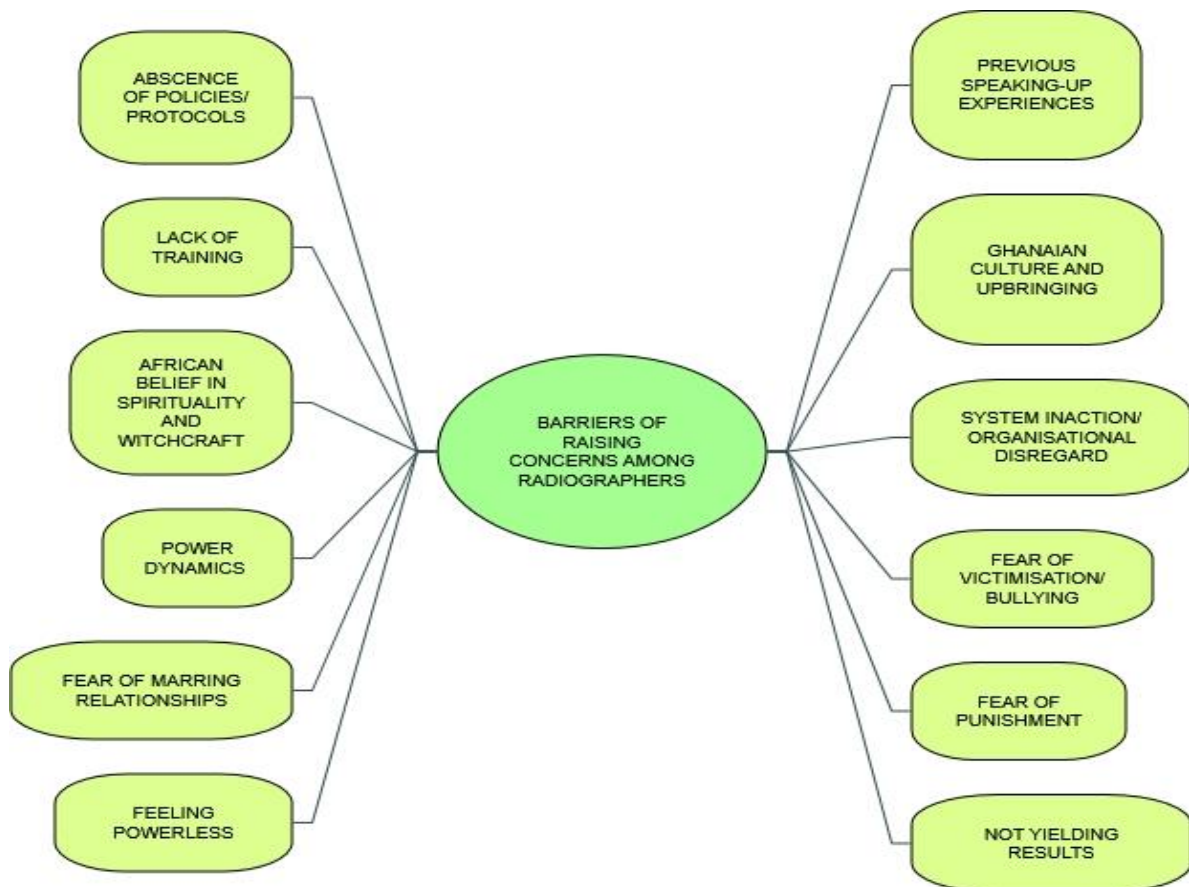 ABSCENCE
OF POLICIES/
PROTOCOLS
LACK OF
TRAINING
AFRICAN
BELIEF IN
SPIRITUALITY
AND
WITCHCRAFT
POWER
DYNAMICS
FEAR OF MARRING
RELATIONSHIPS
FEELING
POWERLESS
BARRIERS OF
RAISING
CONCERNS AMONG
RADIOGRAPHERS
PREVIOUS
SPEAKING-UP
EXPERIENCES
GHANAIAN
CULTURE AND
UPBRINGING
SYSTEM INACTION/
ORGANISATIONAL
DISREGARD
FEAR OF
VICTIMISATION/
BULLYING
FEAR OF
PUNISHMENT
NOT YIELDING
RESULTS